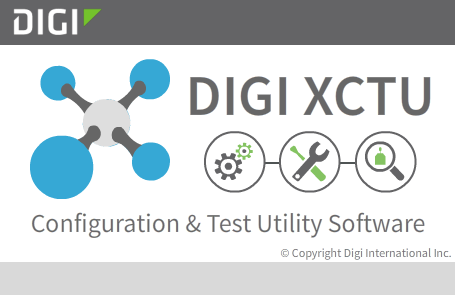 DIGI
DIGI XCTU
Configuration & Test Utility Software
© Copyright Digi International Inc.